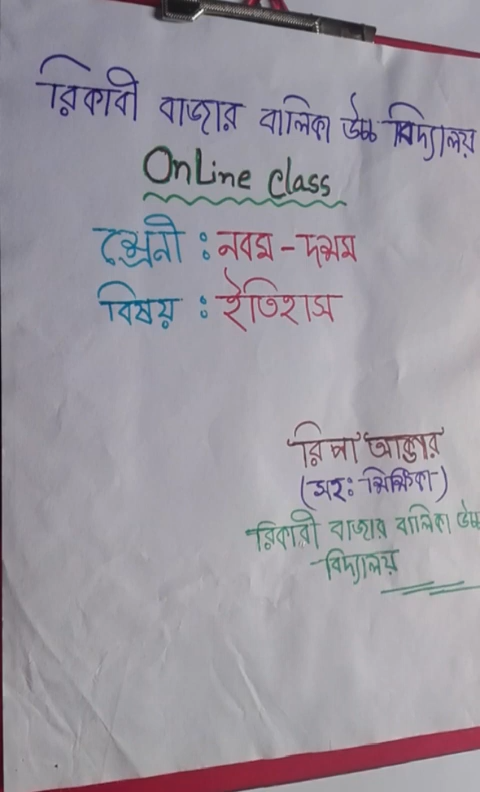 রিকাবী বাজার বালিকা উচ্চ বিদ্যালয়
OnLine Class
শ্রেনী : নবম - দশম
বিষয় : ইতিহাস
রিপা আক্তার
(সহঃ শিক্ষিকা)
রিকাবী বাজার বালিকা উচ্চ
বিদ্যালয়